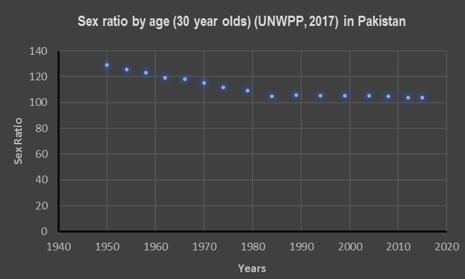 Sex ratio by age (30 year olds) (UNWPP, 2017) in Pakistan
140
120
100
80
60
40
20
0
Sex Ratio
1940 1950 1960 1970 1980 1990 2000 2010 2020
Years